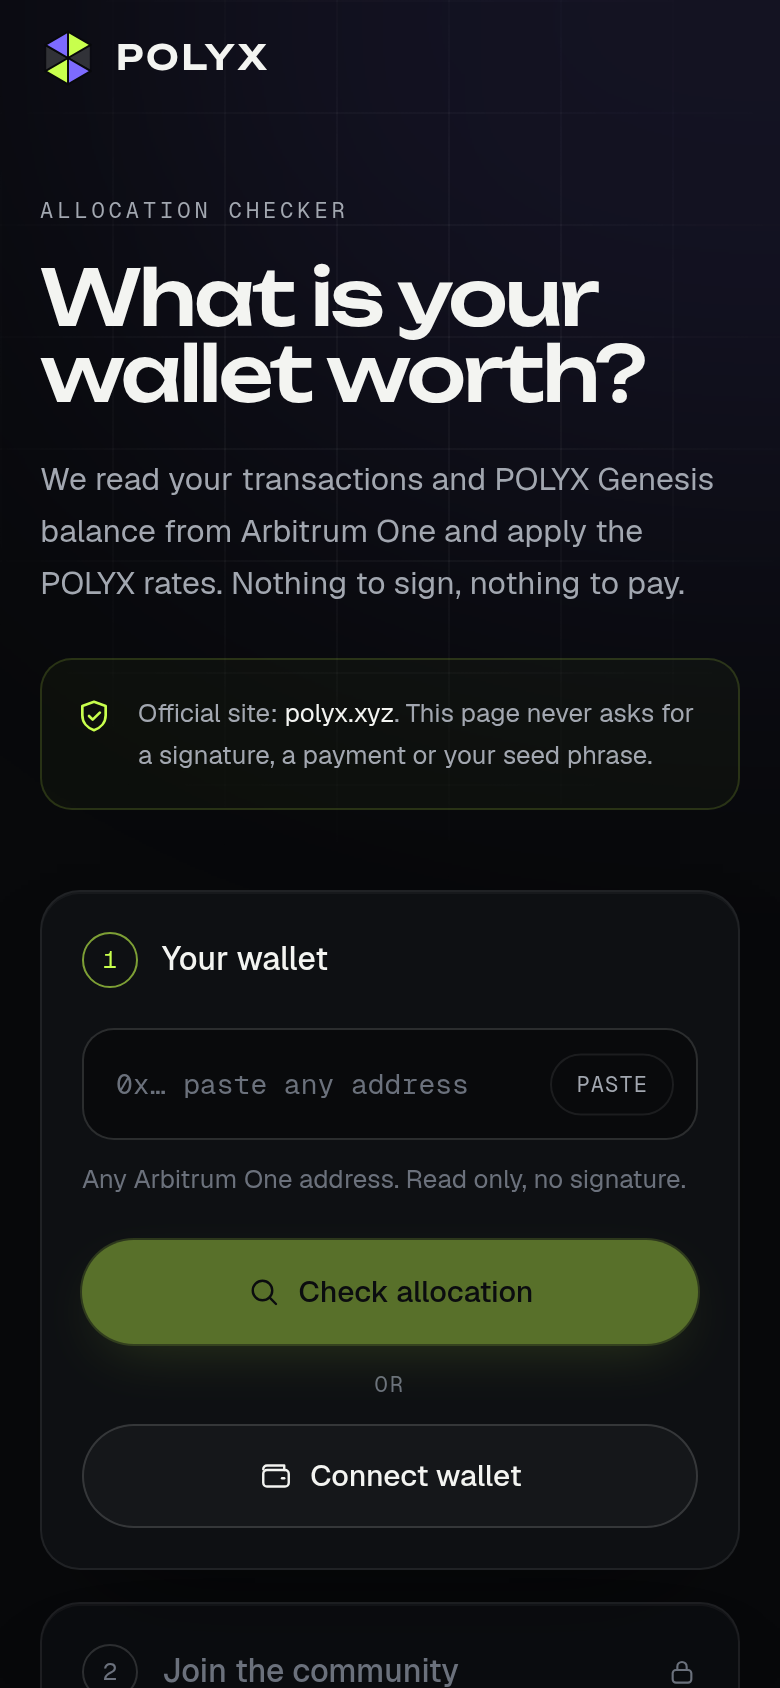 POLYX
ALLOCATION CHECKER
What is your
wallet worth?
We read your transactions and POLYX Genesis
balance from Arbitrum One and apply the
POLYX rates. Nothing to sign, nothing to pay.
Official site: polyx.xyz. This page never asks for
a signature, a payment or your seed phrase.
1 Your wallet
0x… paste any address PASTE
Any Arbitrum One address. Read only, no signature.
Check allocation
OR
Connect wallet
2 Join the community